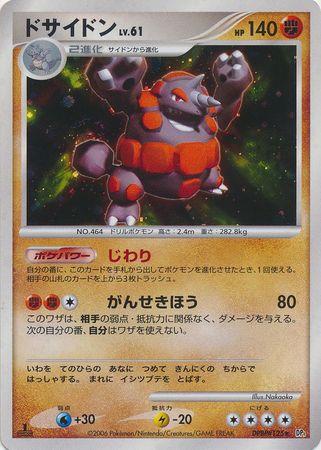 ドサイドン LV.61
HP 140
2進化 サイドンから進化
NO.464 ドリルポケモン 高さ:2.4m 重さ:282.8kg
ポケパワー じわり
自分の番に、このカードを手札から出してポケモンを進化させたとき、1回使える。
相手の山札のカードを上から3枚トラッシュ。
がんせきほう 80
このワザは、相手の弱点・抵抗力に関係なく、ダメージを与える。
次の自分の番、自分はワザを使えない。
いわを てのひらの あなに つめて きんにくの ちからで
はっしゃする。まれに イシツブテを とばす。
Illus.Nakaoka
弱点 抵抗力 にげる
+30 -20
©2006 Pokémon/Nintendo/Creatures/GAME FREAK.